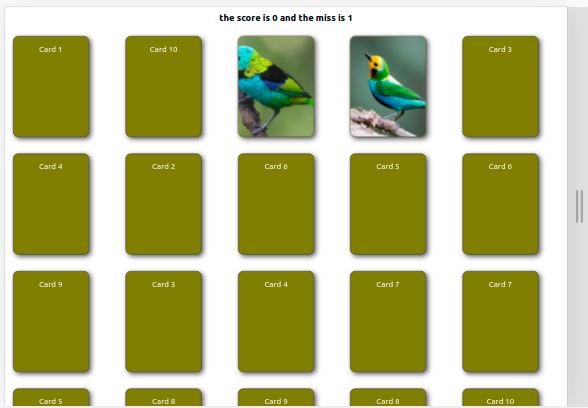 the score is 0 and the miss is 1
Card 1 Card 10 Card 3
Card 4 Card 2 Card 6 Card 5 Card 6
Card 9 Card 3 Card 4 Card 7 Card 7
Card 5 Card 8 Card 9 Card 8 Card 10